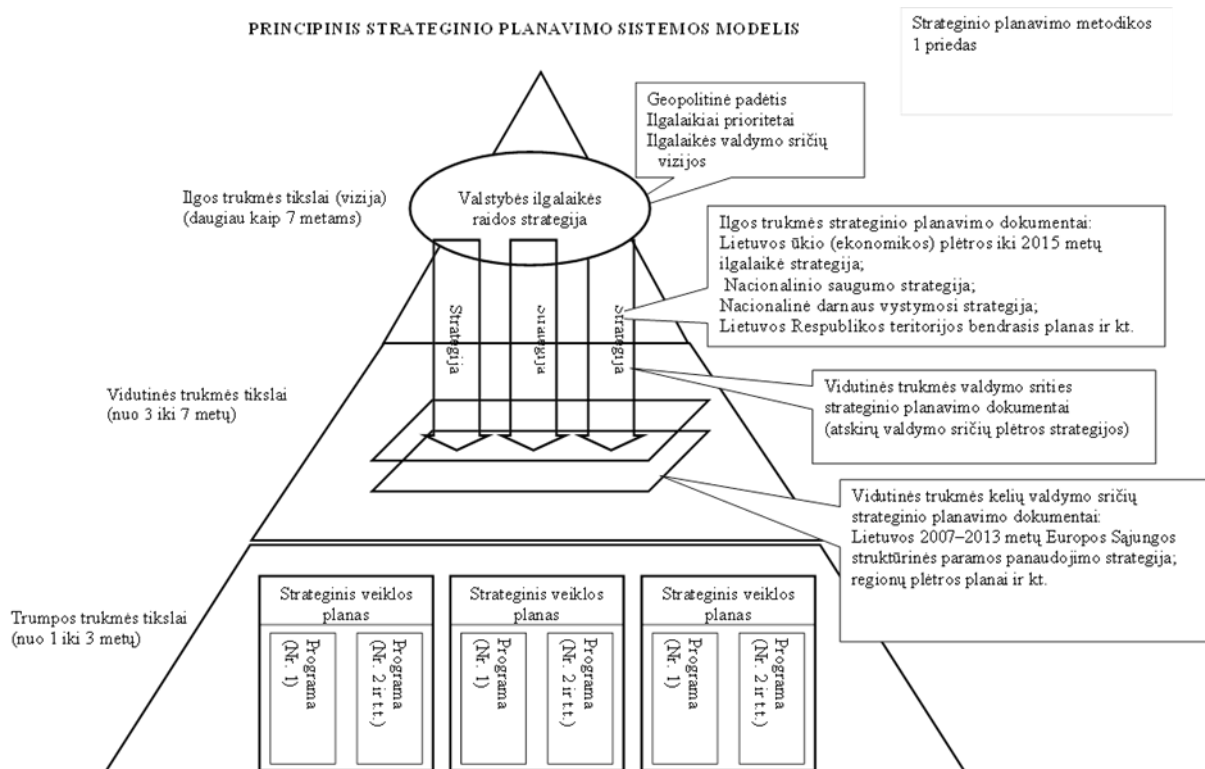 PRINCIPINIS STRATEGINIO PLANAVIMO SISTEMOS MODELIS
Strateginio planavimo metodikos
1 priedas
Geopolitinė padėtis
Ilgalaikiai prioritetai
Ilgalaikės valdymo sričių
vizijos
Ilgos trukmės tikslai (vizija)
(daugiau kaip 7 metams)
Valstybės ilgalaikės
raidos strategija
Ilgos trukmės strateginio planavimo dokumentai:
Lietuvos ūkio (ekonomikos) plėtros iki 2015 metų
ilgalaikė strategija;
Nacionalinio saugumo strategija;
Nacionalinė darnaus vystymosi strategija;
Lietuvos Respublikos teritorijos bendrasis planas ir kt.
Strategija
Strategija
Strategija
Vidutinės trukmės tikslai
(nuo 3 iki 7 metų)
Vidutinės trukmės valdymo srities
strateginio planavimo dokumentai
(atskirų valdymo sričių plėtros strategijos)
Vidutinės trukmės kelių valdymo sričių
strateginio planavimo dokumentai:
Lietuvos 2007–2013 metų Europos Sąjungos
struktūrinės paramos panaudojimo strategija;
regionų plėtros planai ir kt.
Trumpos trukmės tikslai
(nuo 1 iki 3 metų)
Strateginis veiklos
planas
Programa
(Nr. 1)
Programa
(Nr. 2 ir t.t.)
Strateginis veiklos
planas
Programa
(Nr. 1)
Programa
(Nr. 2 ir t.t.)
Strateginis veiklos
planas
Programa
(Nr. 1)
Programa
(Nr. 2 ir t.t.)